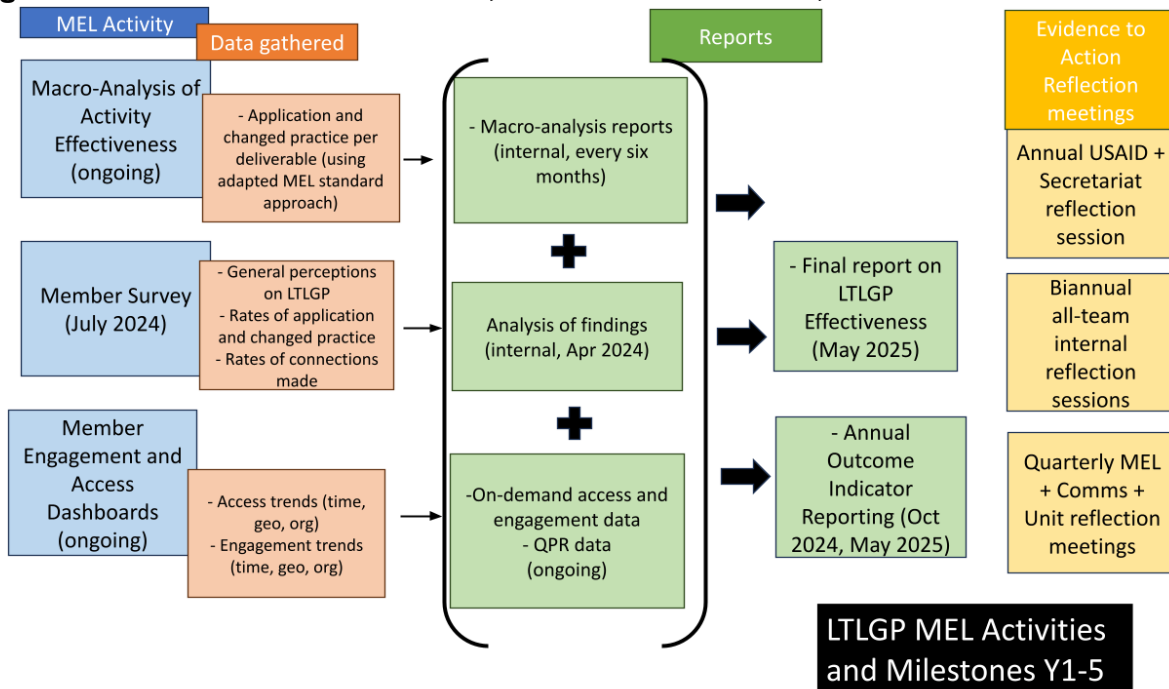 MEL Activity
Data gathered
Reports
Evidence to
Action
Reflection
meetings
Macro-Analysis of
Activity
Effectiveness
(ongoing)
- Application and
changed practice per
deliverable (using
adapted MEL standard
approach)
- Macro-analysis reports
(internal, every six
months)
Annual USAID +
Secretariat
reflection
session
Member Survey
(July 2024)
- General perceptions
on LTLGP
- Rates of application
and changed practice
- Rates of connections
made
Analysis of findings
(internal, Apr 2024)
- Final report on
LTLGP
Effectiveness
(May 2025)
Biannual
all-team
internal
reflection
sessions
Member
Engagement and
Access
Dashboards
(ongoing)
- Access trends (time,
geo, org)
- Engagement trends
(time, geo, org)
-On-demand access and
engagement data
- QPR data
(ongoing)
- Annual
Outcome
Indicator
Reporting (Oct
2024, May 2025)
Quarterly MEL
+ Comms +
Unit reflection
meetings
LTLGP MEL Activities
and Milestones Y1-5